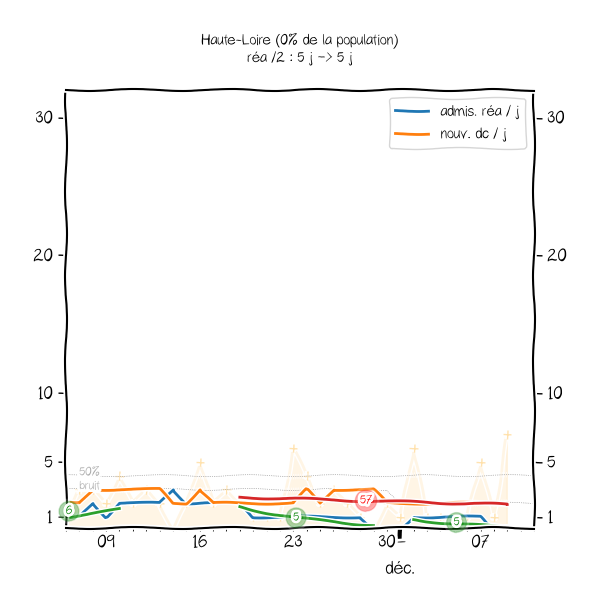 Haute-Loire (0% de la population)
réa /2 : 5 j -> 5 j
admis. réa / j
nouv. dc / j
30 30
20 20
10 10
5 5
1 1
50%
bruit
6
5
57
5
09 16 23 30 07
déc.